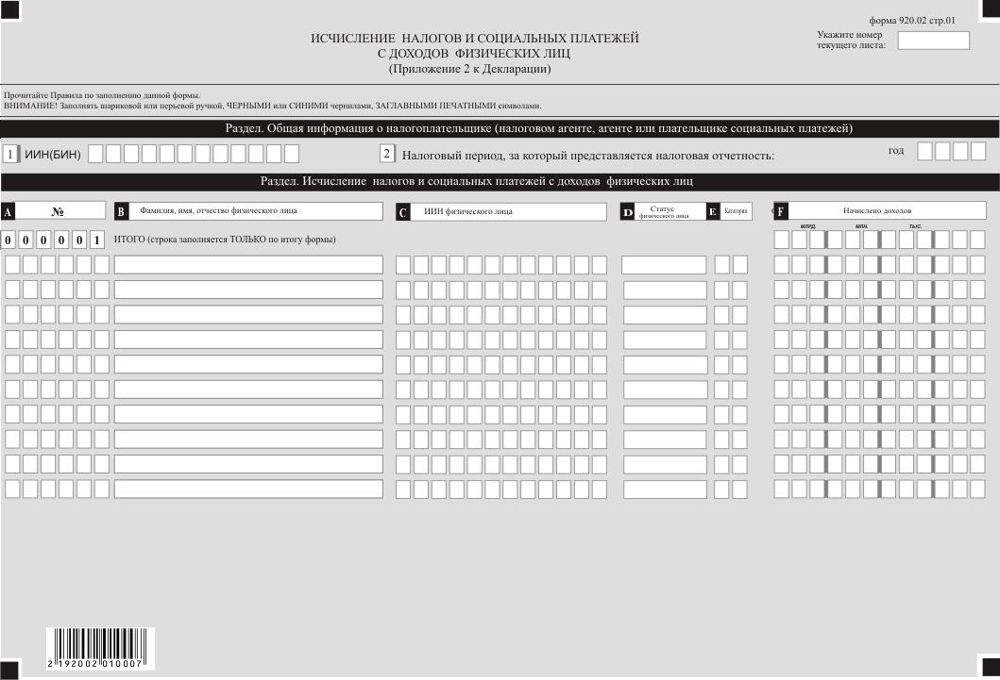 форма 920.02 стр.01
Укажите номер
текущего листа:
ИСЧИСЛЕНИЕ НАЛОГОВ И СОЦИАЛЬНЫХ ПЛАТЕЖЕЙ
С ДОХОДОВ ФИЗИЧЕСКИХ ЛИЦ
(Приложение 2 к Декларации)
Прочитайте Правила по заполнению данной формы.
ВНИМАНИЕ! Заполнять шариковой или перьевой ручкой, ЧЕРНЫМИ или СИНИМИ чернилами, ЗАГЛАВНЫМИ ПЕЧАТНЫМИ символами.
Раздел. Общая информация о налогоплательщике (налоговом агенте, агенте или плательщике социальных платежей)
1 ИИН(БИН) 2 Налоговый период, за который представляется налоговая отчетность: год
Раздел. Исчисление налогов и социальных платежей с доходов физических лиц
A № B Фамилия, имя, отчество физического лица C ИИН физического лица D Статус физического лица E Категория F Начислено доходов
млрд. млн. тыс.
0 0 0 0 0 1 ИТОГО (строка заполняется ТОЛЬКО по итогу формы)
2 192002 010007